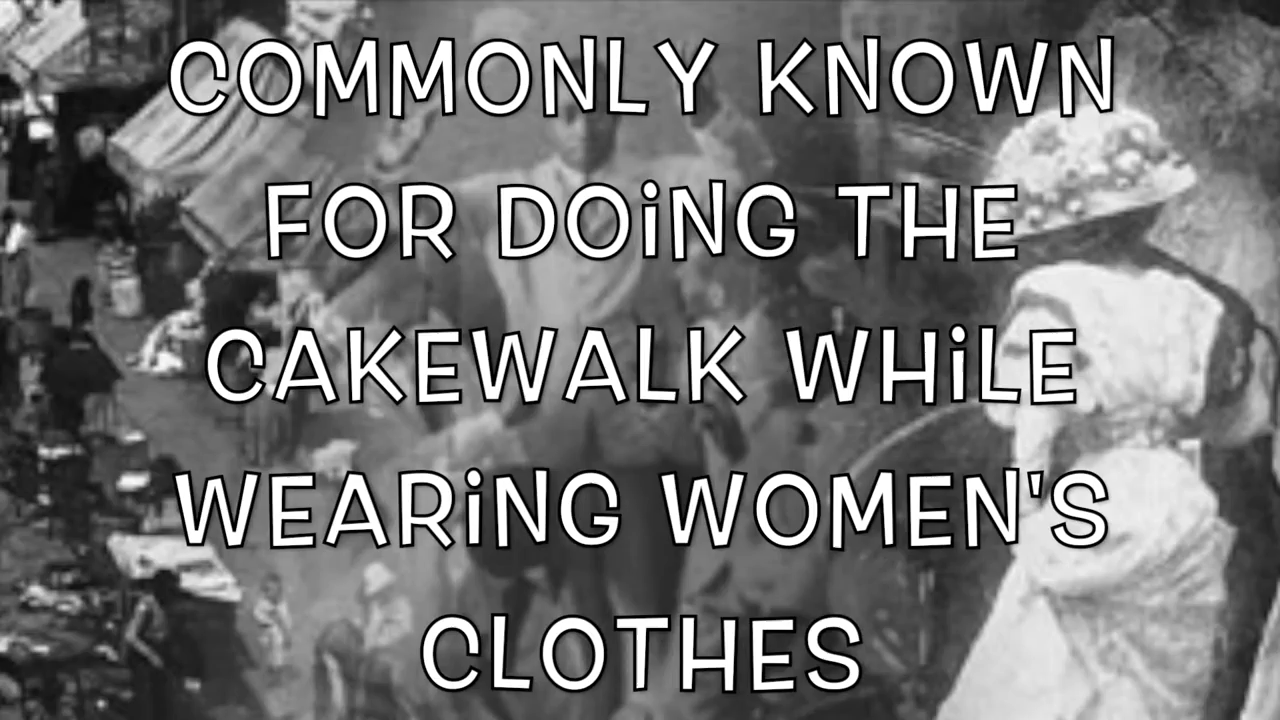 COMMONLY KNOWN
FOR DOiNG THE
CAKEWALK WHiLE
WEARiNG WOMEN'S
CLOTHES